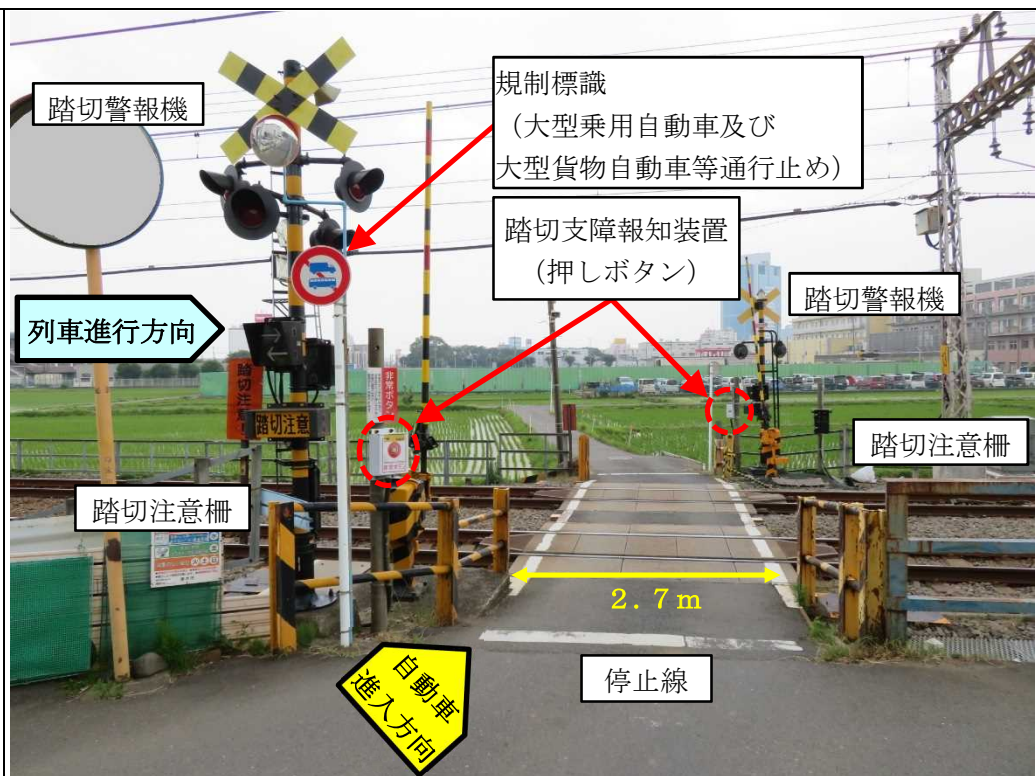 踏切警報機
規制標識
(大型乗用自動車及び
大型貨物自動車等通行止め)
踏切支障報知装置
(押しボタン)
踏切警報機
列車進行方向
非常ボタン
踏切注意
踏切注意
踏切注意柵
踏切注意柵
2.7m
停止線
自動車
進入方向